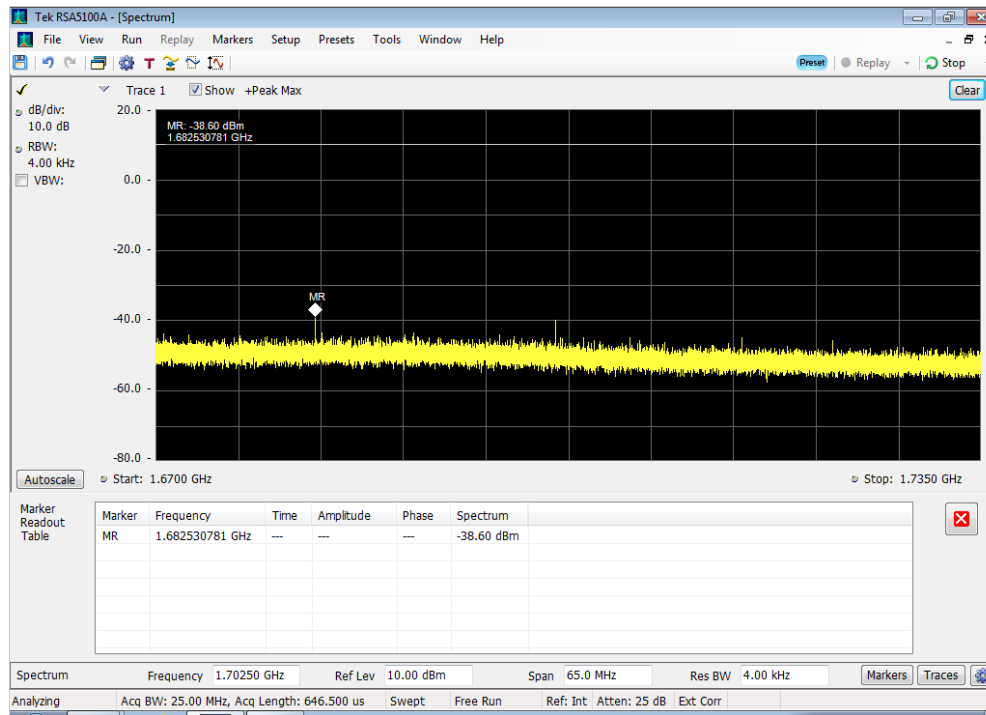 Tek RSA5100A - [Spectrum]
File View Run Replay Markers Setup Presets Tools Window Help
T Preset Replay Stop
Trace 1 Show +Peak Max Clear
dB/div:
10.0 dB
RBW:
4.00 kHz
VBW:
20.0
0.0
-20.0
-40.0
-60.0
-80.0
MR: -38.60 dBm
1.682530781 GHz
MR
Autoscale Start: 1.6700 GHz Stop: 1.7350 GHz
Marker
Readout
Table
Marker Frequency Time Amplitude Phase Spectrum
MR 1.682530781 GHz --- --- --- -38.60 dBm
Spectrum Frequency 1.70250 GHz Ref Lev 10.00 dBm Span 65.0 MHz Res BW 4.00 kHz Markers Traces
Analyzing Acq BW: 25.00 MHz, Acq Length: 646.500 us Swept Free Run Ref: Int Atten: 25 dB Ext Corr